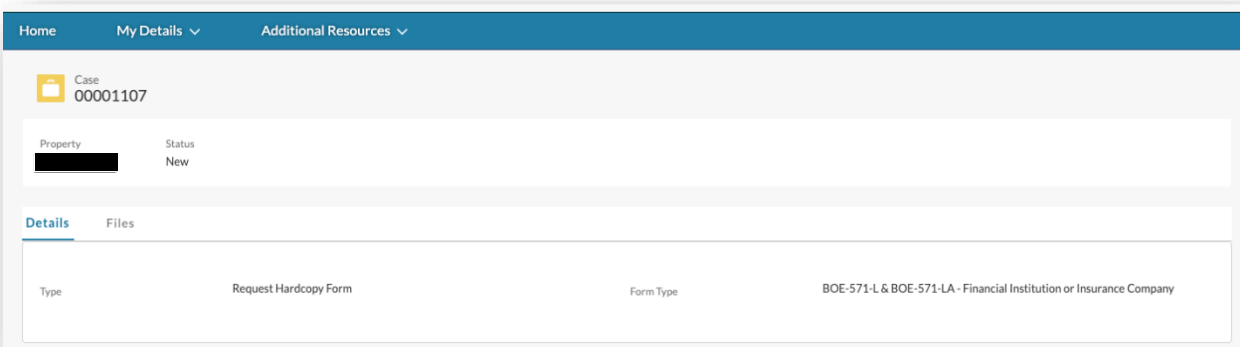 Home My Details Additional Resources
Case
00001107
Property Status
New
Details Files
Type Request Hardcopy Form Form Type BOE-571-L & BOE-571-LA - Financial Institution or Insurance Company